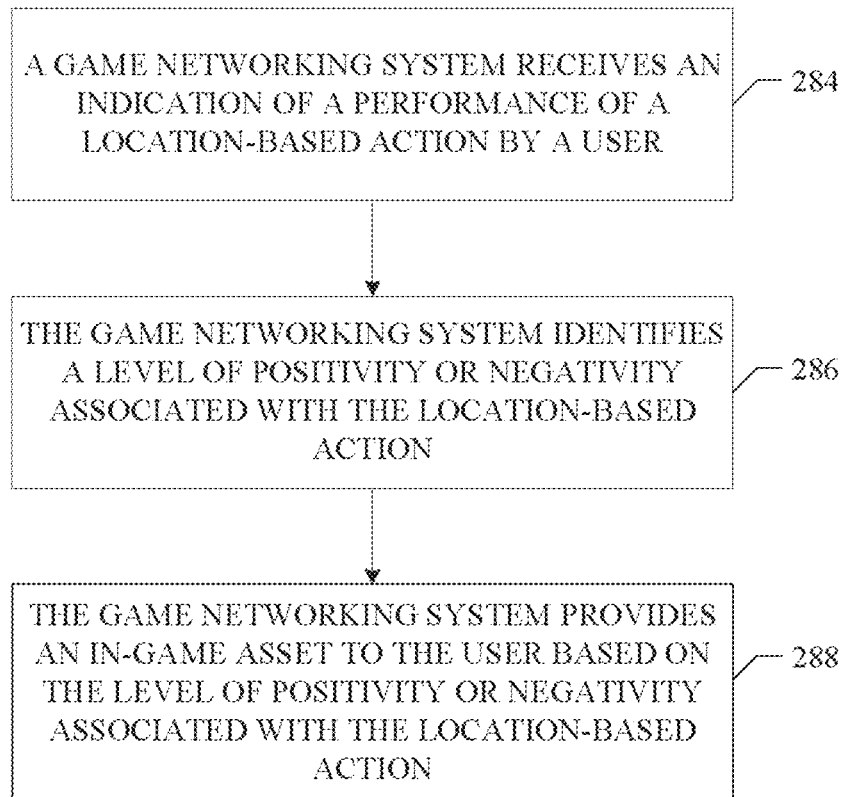 A GAME NETWORKING SYSTEM RECEIVES AN
INDICATION OF A PERFORMANCE OF A
LOCATION-BASED ACTION BY A USER
284
THE GAME NETWORKING SYSTEM IDENTIFIES
A LEVEL OF POSITIVITY OR NEGATIVITY
ASSOCIATED WITH THE LOCATION-BASED
ACTION
286
THE GAME NETWORKING SYSTEM PROVIDES
AN IN-GAME ASSET TO THE USER BASED ON
THE LEVEL OF POSITIVITY OR NEGATIVITY
ASSOCIATED WITH THE LOCATION-BASED
ACTION
288